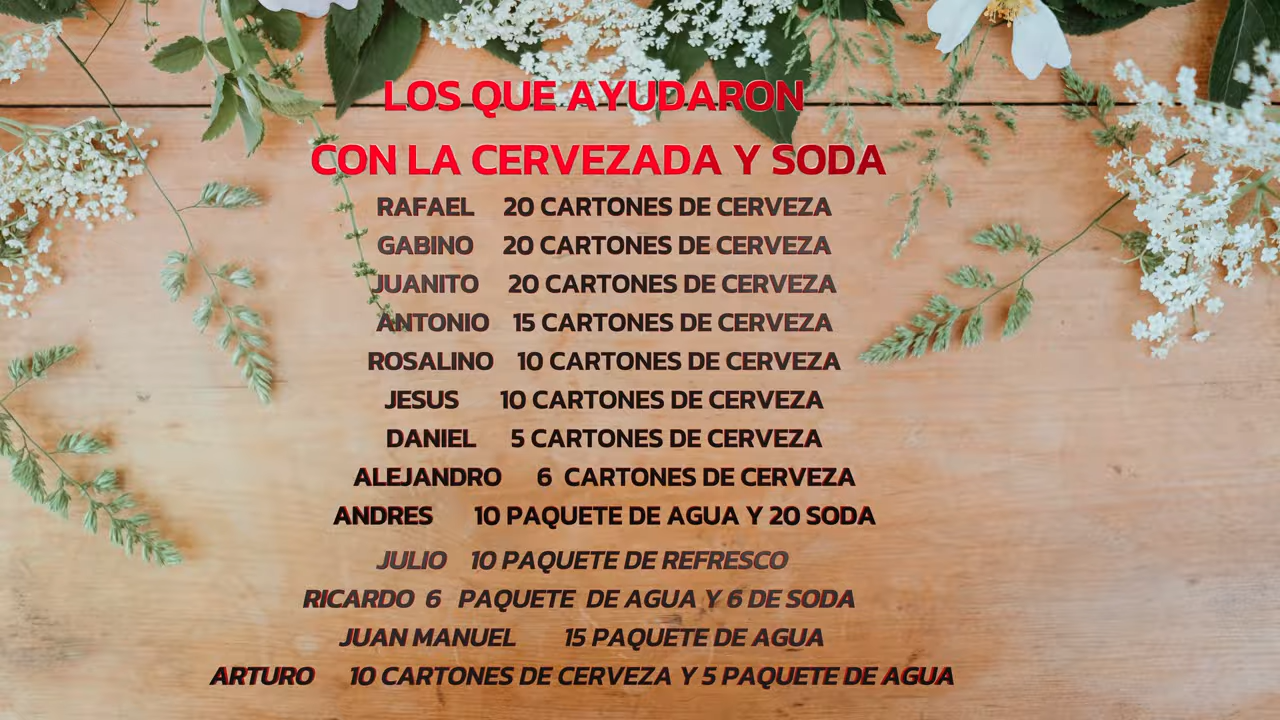 LOS QUE AYUDARON
CON LA CERVEZADA Y SODA
RAFAEL 20 CARTONES DE CERVEZA
GABINO 20 CARTONES DE CERVEZA
JUANITO 20 CARTONES DE CERVEZA
ANTONIO 15 CARTONES DE CERVEZA
ROSALINO 10 CARTONES DE CERVEZA
JESUS 10 CARTONES DE CERVEZA
DANIEL 5 CARTONES DE CERVEZA
ALEJANDRO 6 CARTONES DE CERVEZA
ANDRES 10 PAQUETE DE AGUA Y 20 SODA
JULIO 10 PAQUETE DE REFRESCO
RICARDO 6 PAQUETE DE AGUA Y 6 DE SODA
JUAN MANUEL 15 PAQUETE DE AGUA
ARTURO 10 CARTONES DE CERVEZA Y 5 PAQUETE DE AGUA